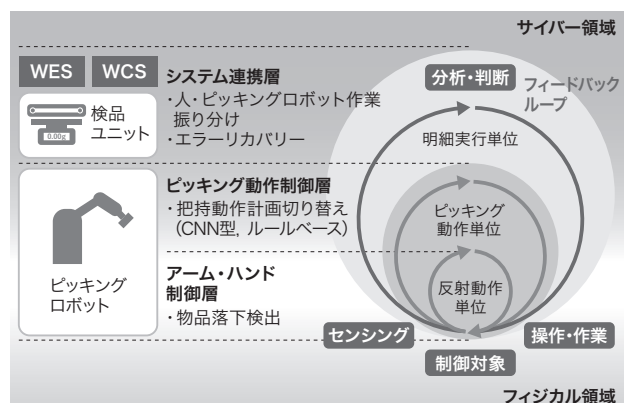 サイバー領域
WES
WCS
検品
ユニット
0.00g
システム連携層
・人・ピッキングロボット作業
振り分け
・エラーリカバリー
分析・判断
フィードバック
ループ
明細実行単位
ピッキング動作制御層
・把持動作計画切り替え
（CNN型, ルールベース）
ピッキング
動作単位
ピッキング
ロボット
アーム・ハンド
制御層
・物品落下検出
反射動作
単位
センシング
操作・作業
制御対象
フィジカル領域